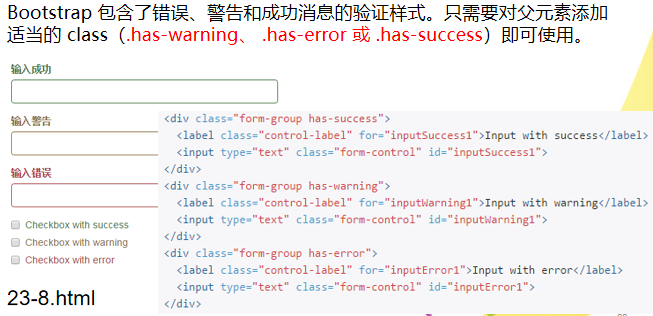 Bootstrap 包含了错误、警告和成功消息的验证样式。只需要对父元素添加
适当的 class（.has-warning、 .has-error 或 .has-success）即可使用。
输入成功
输入警告
输入错误
Checkbox with success
Checkbox with warning
Checkbox with error
<div class="form-group has-success">
  <label class="control-label" for="inputSuccess1">Input with success</label>
  <input type="text" class="form-control" id="inputSuccess1">
</div>
<div class="form-group has-warning">
  <label class="control-label" for="inputWarning1">Input with warning</label>
  <input type="text" class="form-control" id="inputWarning1">
</div>
<div class="form-group has-error">
  <label class="control-label" for="inputError1">Input with error</label>
  <input type="text" class="form-control" id="inputError1">
</div>
23-8.html